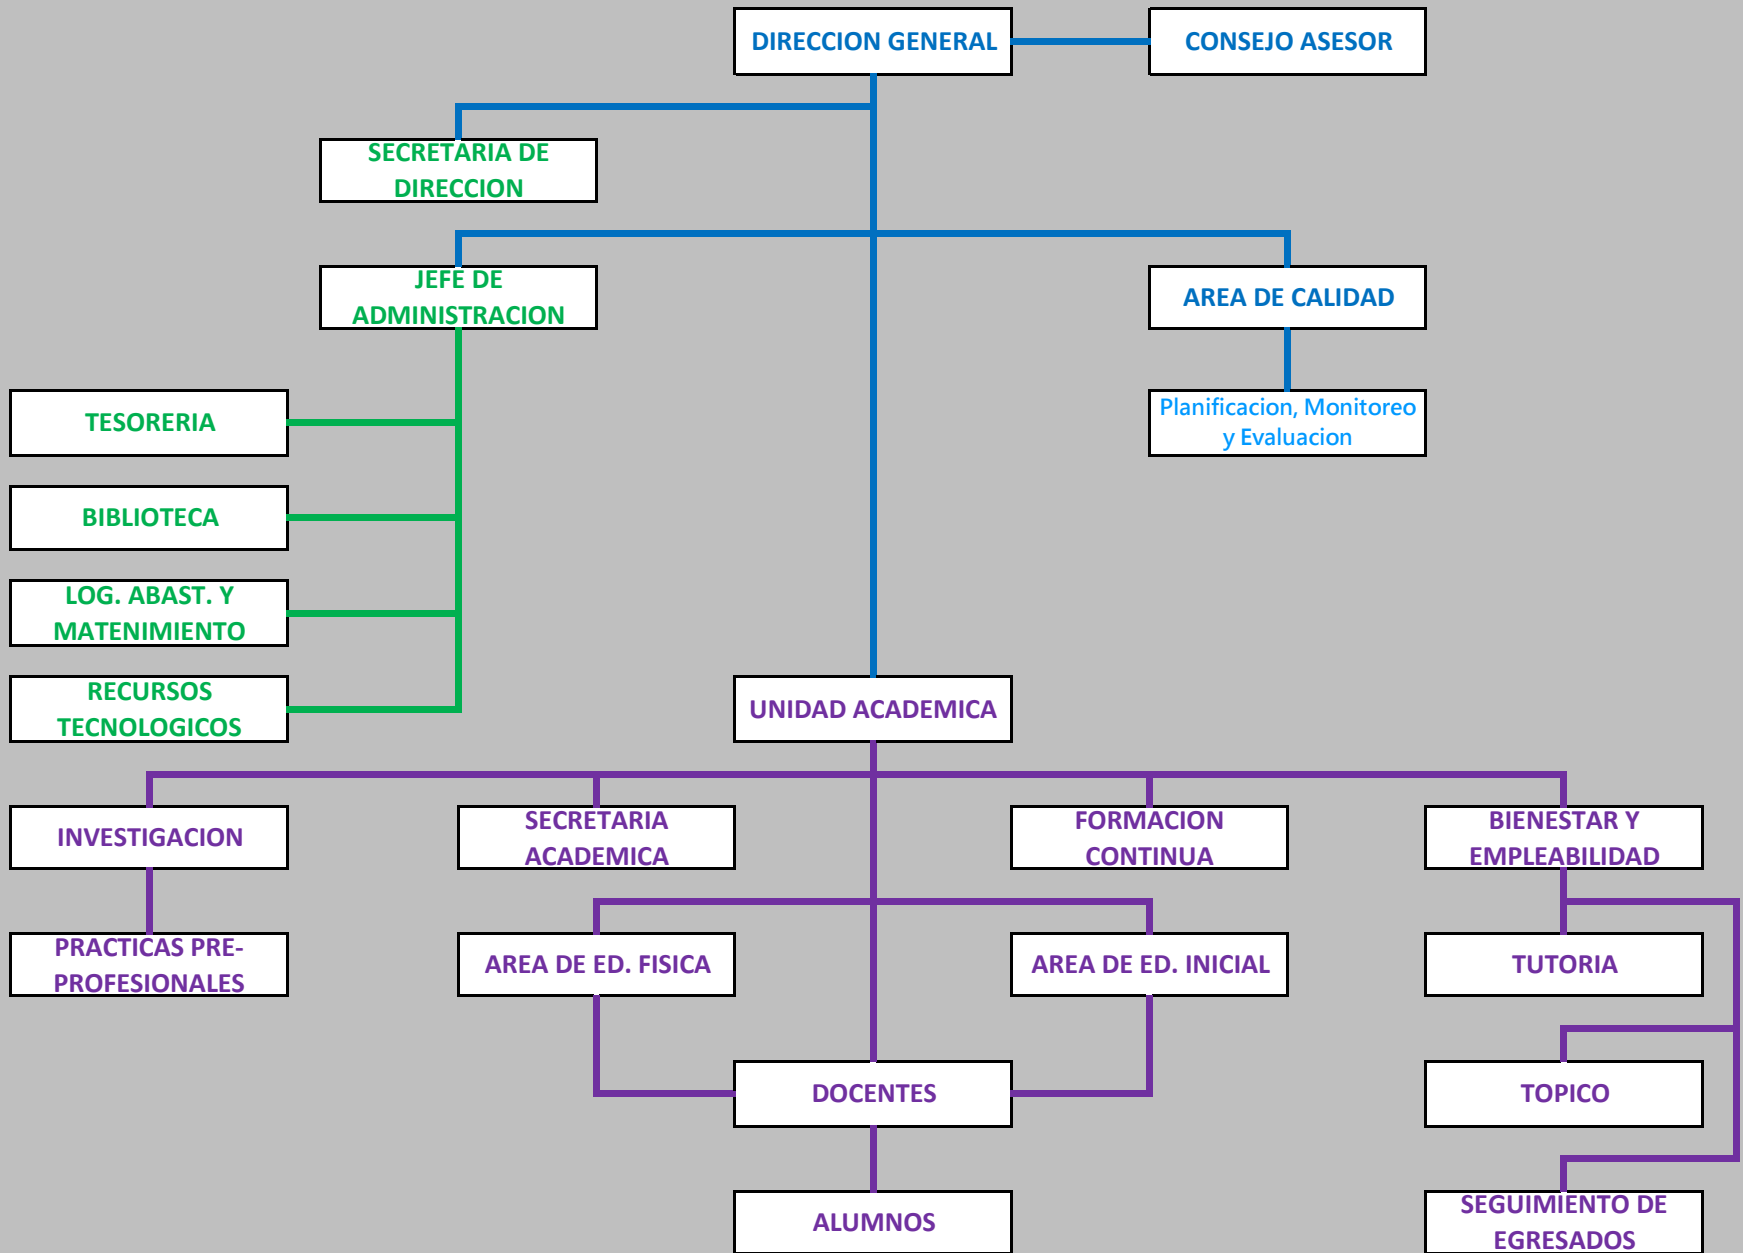 DIRECCION GENERAL
CONSEJO ASESOR
SECRETARIA DE
DIRECCION
JEFE DE
ADMINISTRACION
AREA DE CALIDAD
TESORERIA
Planificacion, Monitoreo
y Evaluacion
BIBLIOTECA
LOG. ABAST. Y
MATENIMIENTO
RECURSOS
TECNOLOGICOS
UNIDAD ACADEMICA
INVESTIGACION
SECRETARIA
ACADEMICA
FORMACION
CONTINUA
BIENESTAR Y
EMPLEABILIDAD
PRACTICAS PRE-
PROFESIONALES
AREA DE ED. FISICA
AREA DE ED. INICIAL
TUTORIA
DOCENTES
TOPICO
ALUMNOS
SEGUIMIENTO DE
EGRESADOS